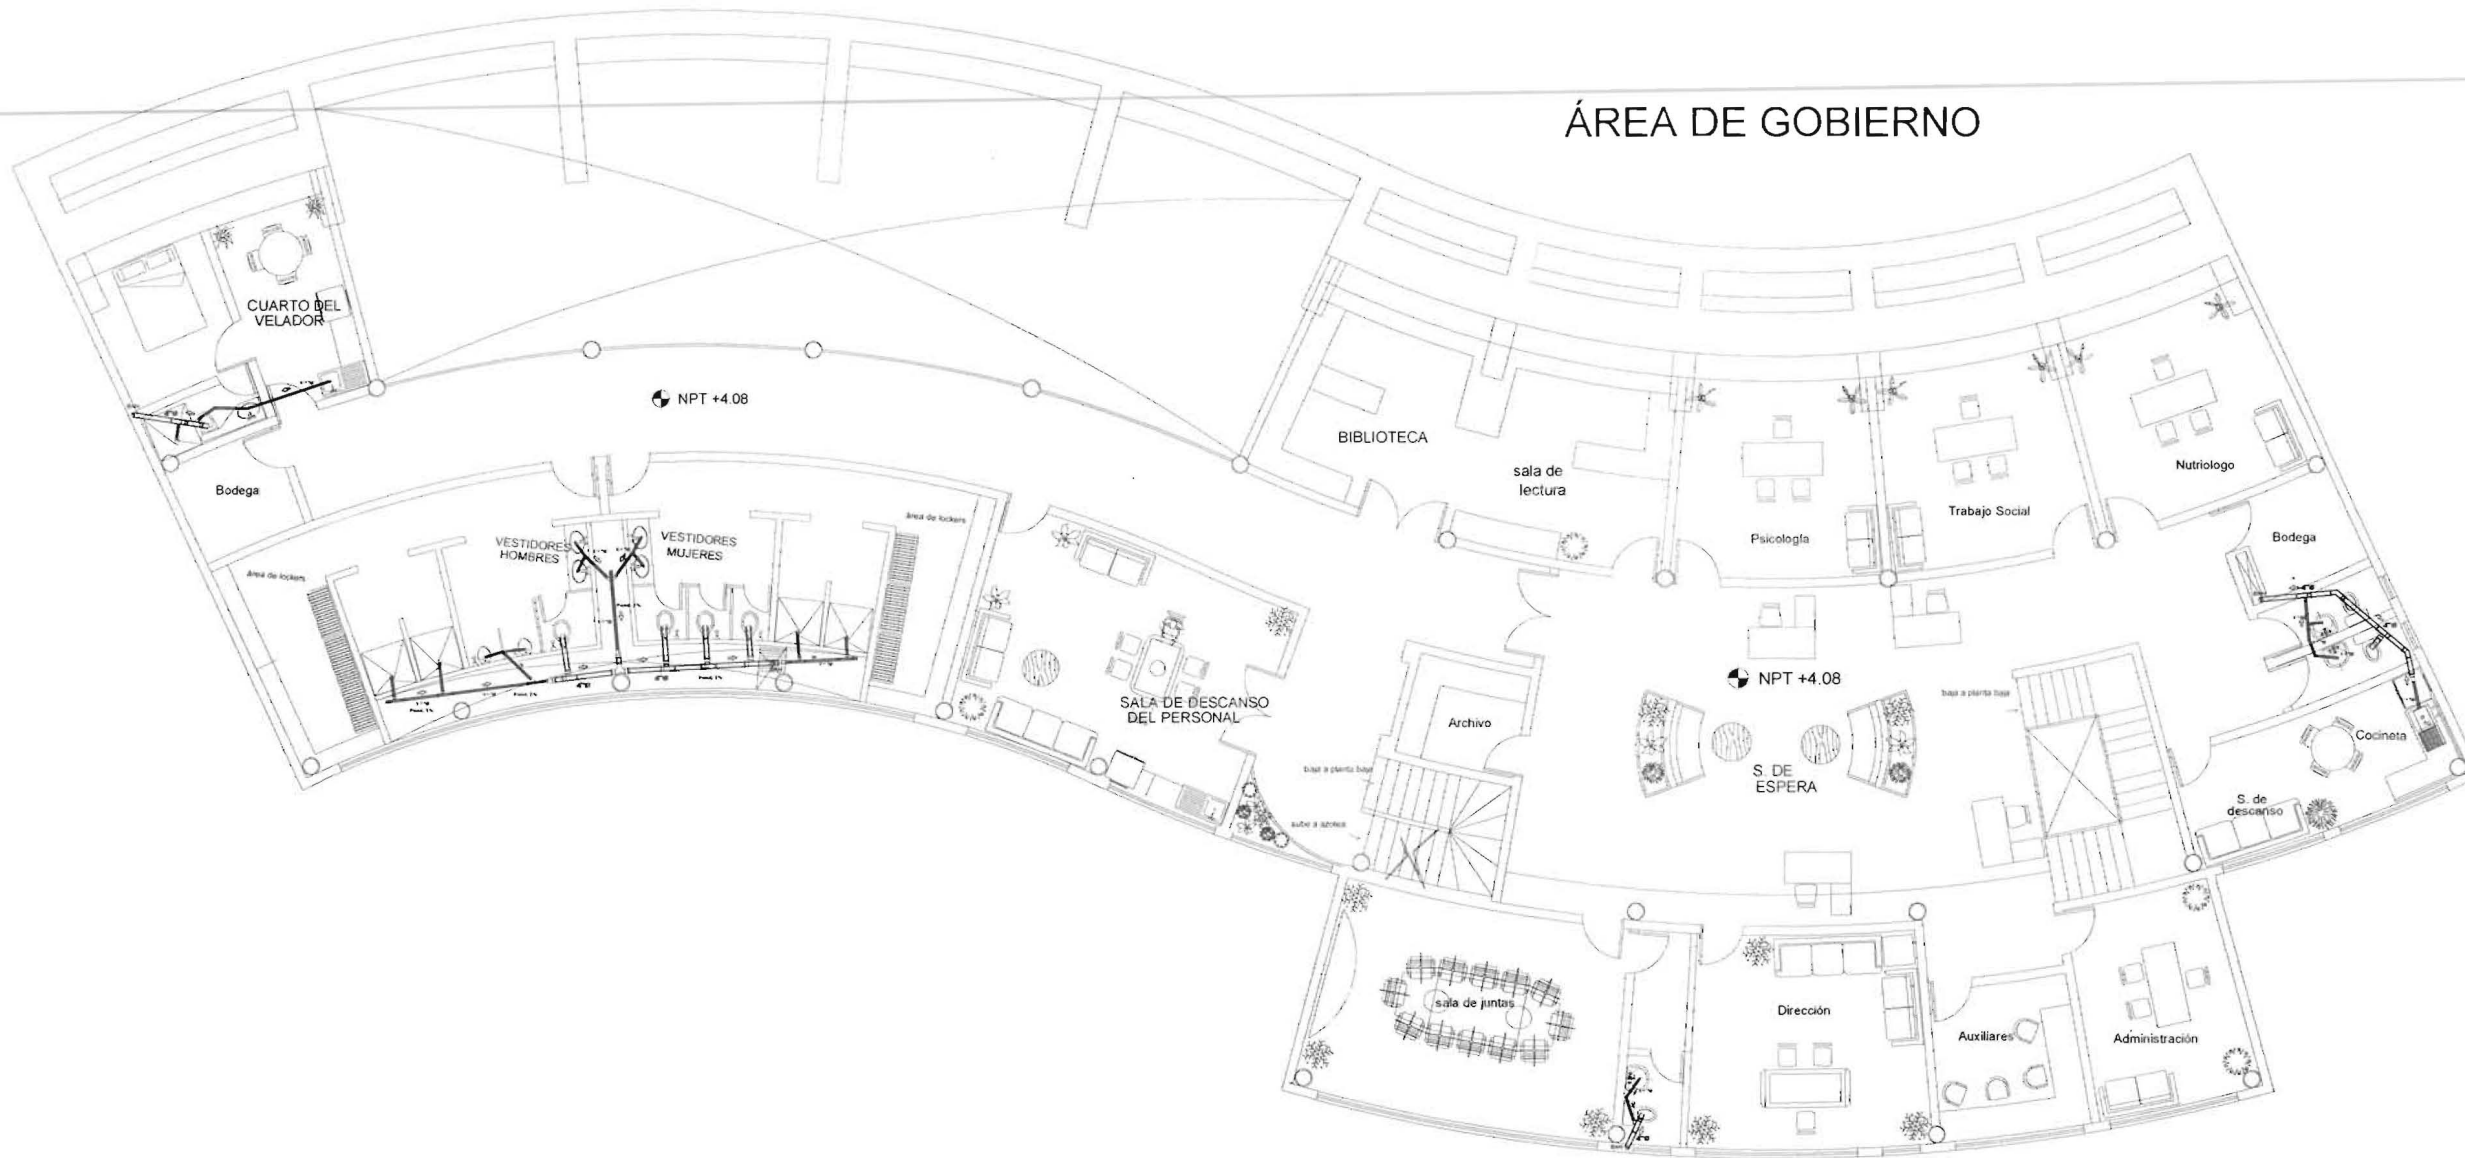 ÁREA DE GOBIERNO
CUARTO DEL
VELADOR
NPT +4.08
Bodega
VESTIDORES
HOMBRES
VESTIDORES
MUJERES
área de lockers
área de lockers
SALA DE DESCANSO
DEL PERSONAL
BIBLIOTECA
sala de
lectura
Psicología
Trabajo Social
Nutriologo
Bodega
NPT +4.08
Archivo
baja a planta baja
sube a azotea
S. DE
ESPERA
baja a planta baja
Cocineta
S. de
descanso
sala de juntas
Dirección
Auxiliares
Administración